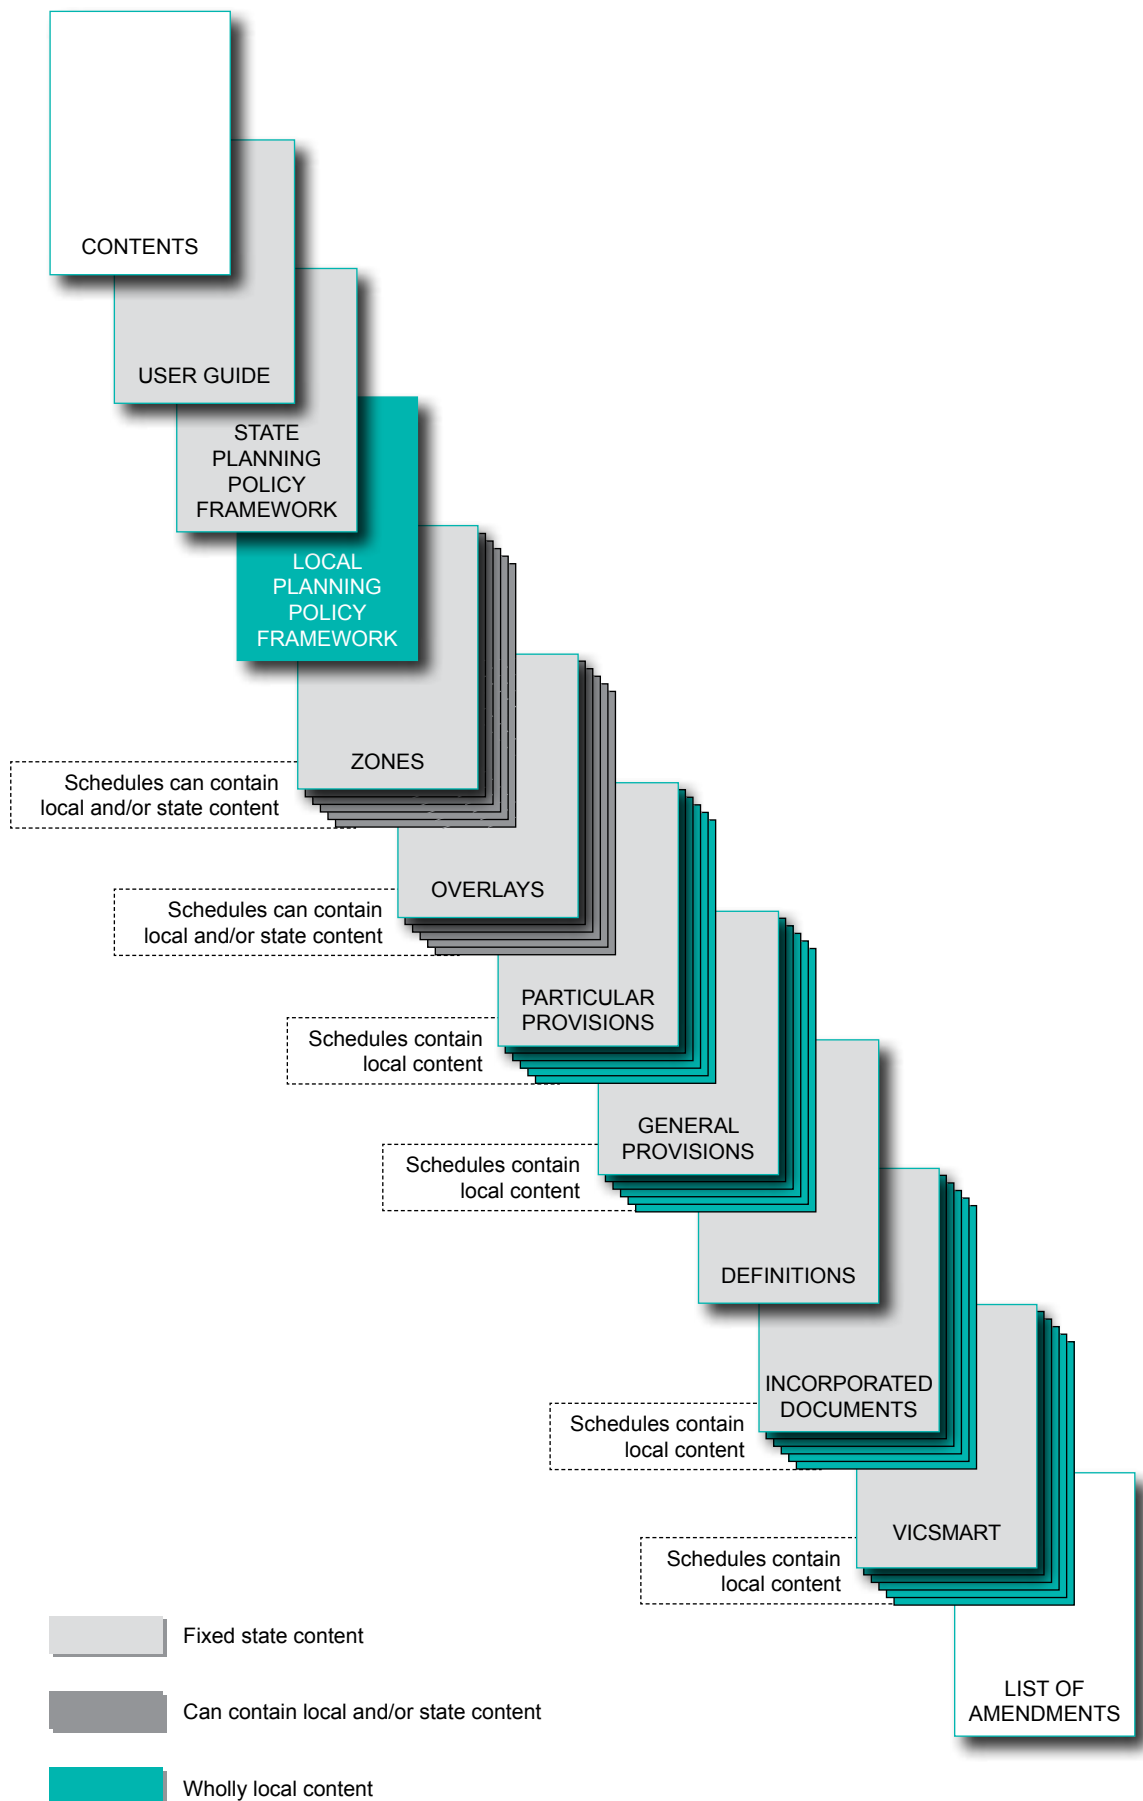 CONTENTS
USER GUIDE
STATE
PLANNING
POLICY
FRAMEWORK
LOCAL
PLANNING
POLICY
FRAMEWORK
ZONES
Schedules can contain
local and/or state content
OVERLAYS
Schedules can contain
local and/or state content
PARTICULAR
PROVISIONS
Schedules contain
local content
GENERAL
PROVISIONS
Schedules contain
local content
DEFINITIONS
INCORPORATED
DOCUMENTS
Schedules contain
local content
VICSMART
Schedules contain
local content
LIST OF
AMENDMENTS
Fixed state content
Can contain local and/or state content
Wholly local content